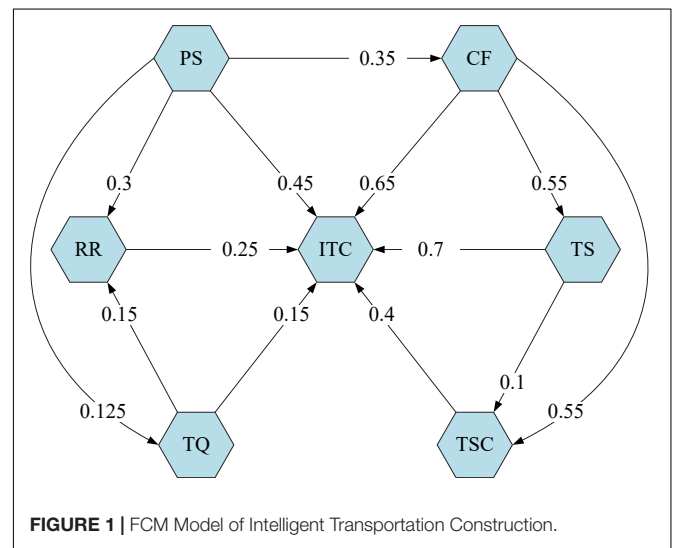 PS
0.35
CF
0.3
0.45
0.65
0.55
RR
0.25
ITC
0.7
TS
0.15
0.15
0.4
0.1
0.125
0.55
TQ
TSC
FIGURE 1 | FCM Model of Intelligent Transportation Construction.